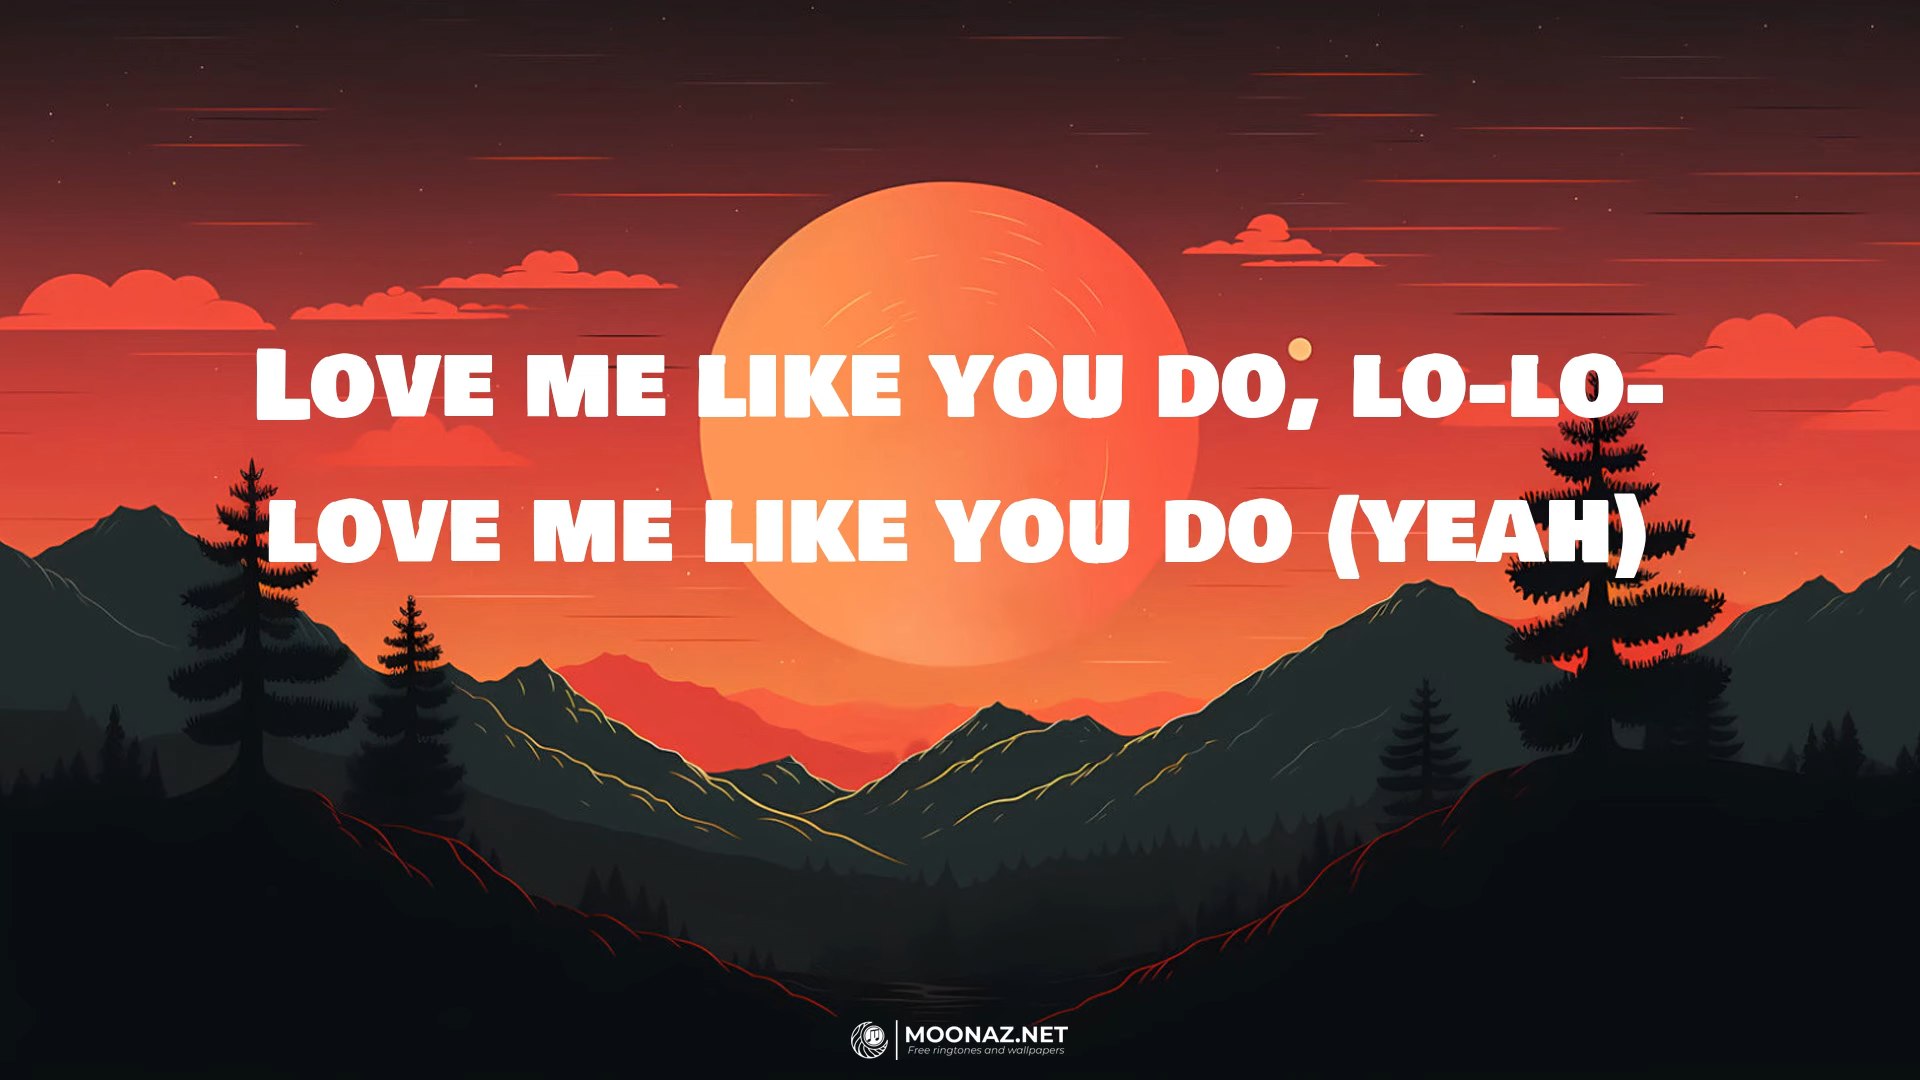 Love me like you do, lo-lo-
love me like you do (yeah)
MOONAZ.NET
Free ringtones and wallpapers